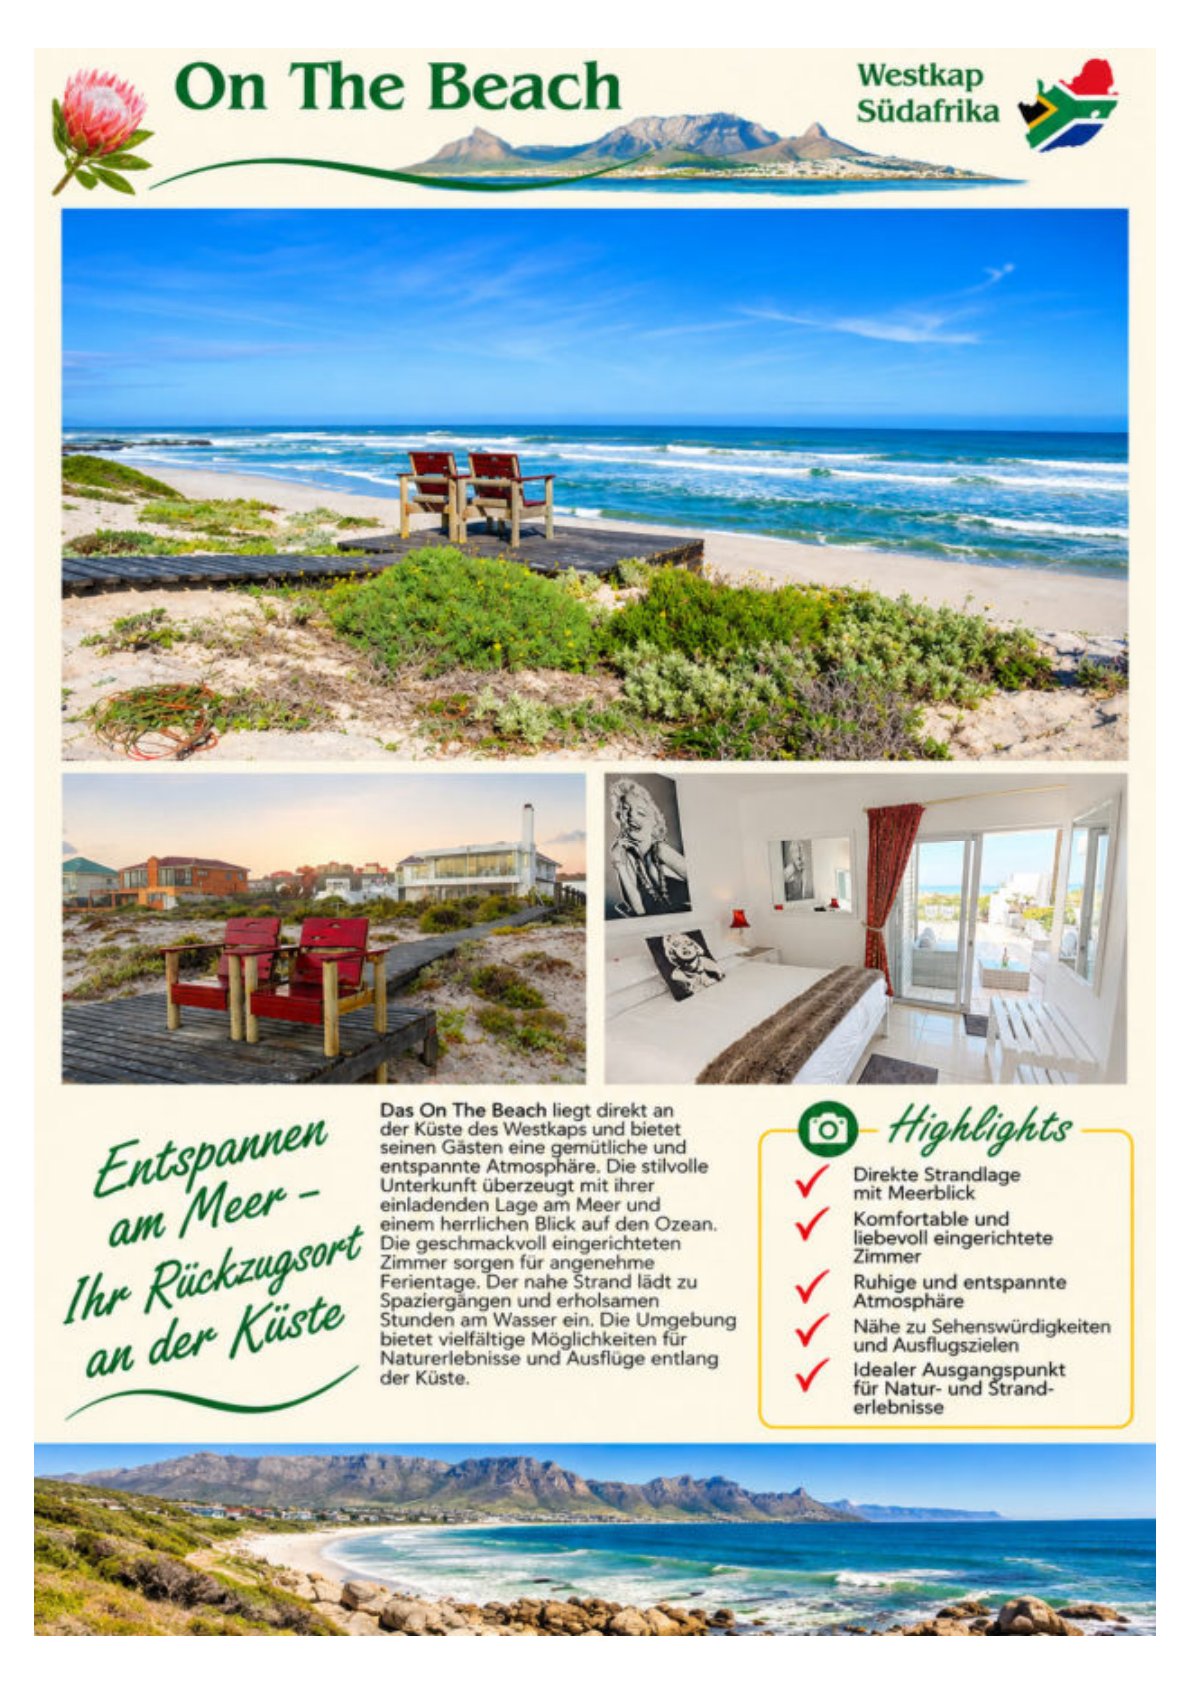 On The Beach
Westkap
Südafrika
Entspannen
am Meer –
Ihr Rückzugsort
an der Küste
Das On The Beach liegt direkt an
der Küste des Westkaps und bietet
seinen Gästen eine gemütliche und
entspannte Atmosphäre. Die stilvolle
Unterkunft überzeugt mit ihrer
einladenden Lage am Meer und
einem herrlichen Blick auf den Ozean.
Die geschmackvoll eingerichteten
Zimmer sorgen für angenehme
Ferientage. Der nahe Strand lädt zu
Spaziergängen und erholsamen
Stunden am Wasser ein. Die Umgebung
bietet vielfältige Möglichkeiten für
Naturerlebnisse und Ausflüge entlang
der Küste.
Highlights
Direkte Strandlage
mit Meerblick
Komfortable und
liebevoll eingerichtete
Zimmer
Ruhige und entspannte
Atmosphäre
Nähe zu Sehenswürdigkeiten
und Ausflugszielen
Idealer Ausgangspunkt
für Natur- und Strand-
erlebnisse